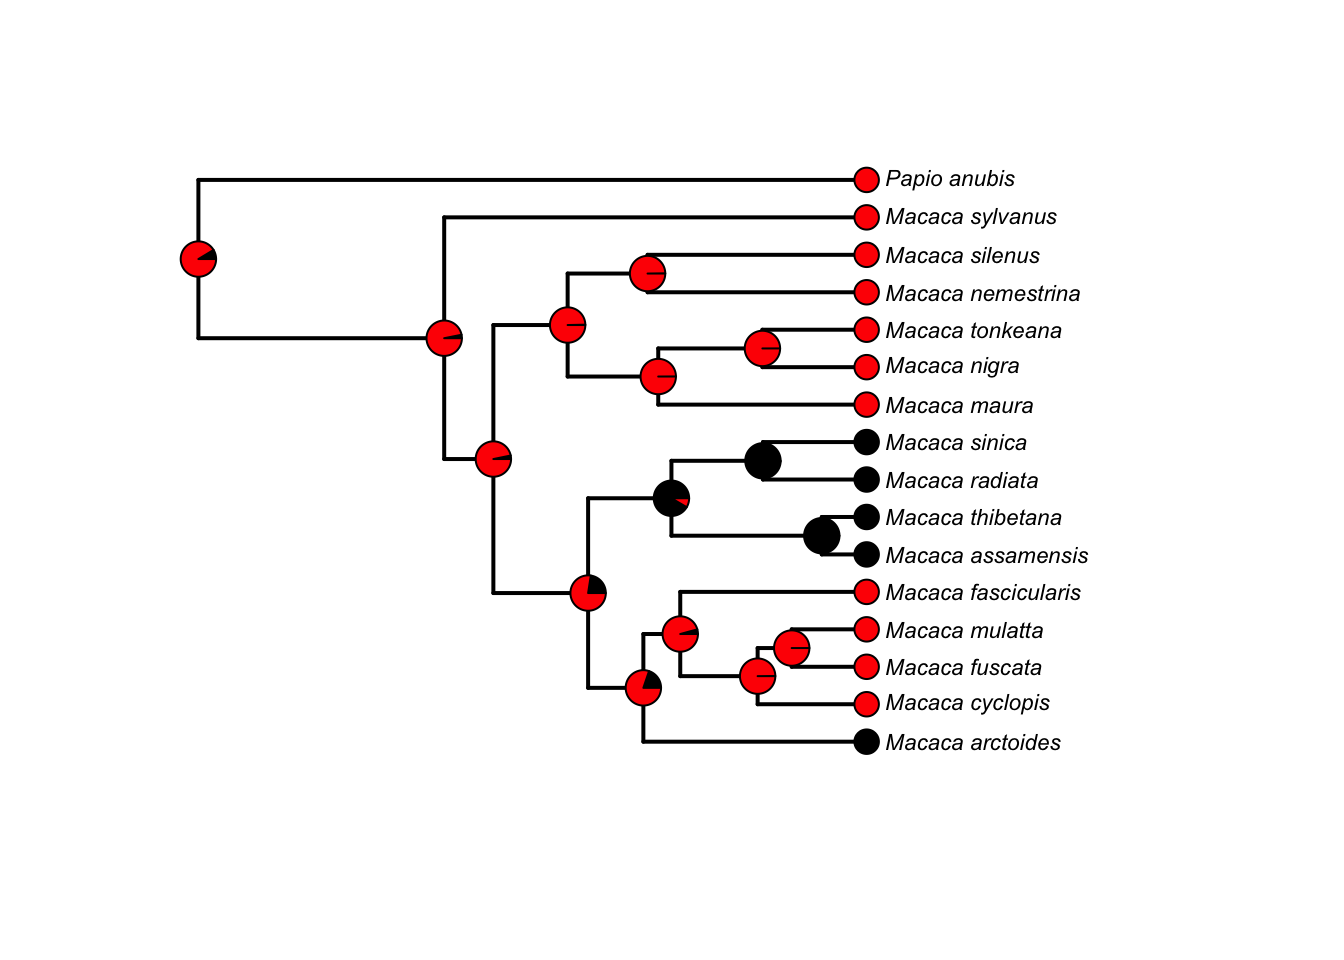 Papio anubis
Macaca sylvanus
Macaca silenus
Macaca nemestrina
Macaca tonkeana
Macaca nigra
Macaca maura
Macaca sinica
Macaca radiata
Macaca thibetana
Macaca assamensis
Macaca fascicularis
Macaca mulatta
Macaca fuscata
Macaca cyclopis
Macaca arctoides